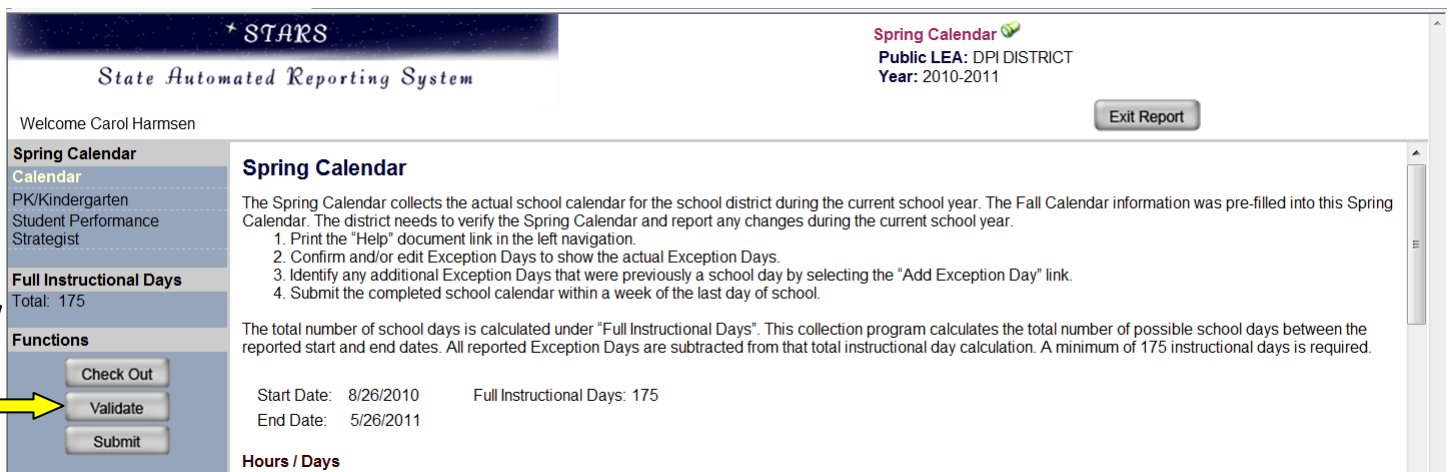 * STARS
State Automated Reporting System
Spring Calendar
Public LEA: DPI DISTRICT
Year: 2010-2011
Welcome Carol Harmsen
Exit Report
Spring Calendar
Calendar
PK/Kindergarten
Student Performance
Strategist
Full Instructional Days
Total: 175
Functions
Check Out
Validate
Submit
Spring Calendar
The Spring Calendar collects the actual school calendar for the school district during the current school year. The Fall Calendar information was pre-filled into this Spring
Calendar. The district needs to verify the Spring Calendar and report any changes during the current school year.
1. Print the "Help" document link in the left navigation.
2. Confirm and/or edit Exception Days to show the actual Exception Days.
3. Identify any additional Exception Days that were previously a school day by selecting the "Add Exception Day" link.
4. Submit the completed school calendar within a week of the last day of school.
The total number of school days is calculated under "Full Instructional Days". This collection program calculates the total number of possible school days between the
reported start and end dates. All reported Exception Days are subtracted from that total instructional day calculation. A minimum of 175 instructional days is required.
Start Date: 8/26/2010 Full Instructional Days: 175
End Date: 5/26/2011
Hours / Days